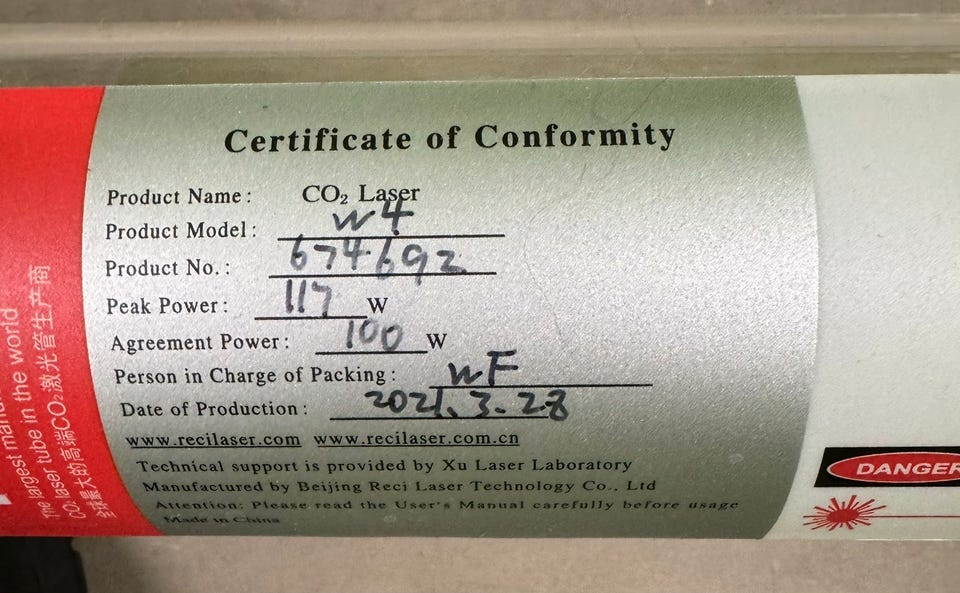 Certificate of Conformity
Product Name: CO₂ Laser
Product Model: W4
Product No.: 674692
Peak Power: 117 W
Agreement Power: 100 W
Person in Charge of Packing: WF
Date of Production: 2021.3.28
www.recilaser.com www.recilaser.com.cn
Technical support is provided by Xu Laser Laboratory
Manufactured by Beijing Reci Laser Technology Co., Ltd
Attention: Please read the User's Manual carefully before usage
Made in China
largest
laser tube in the world
CO₂激光管生产商
全球最大的高端
DANGER